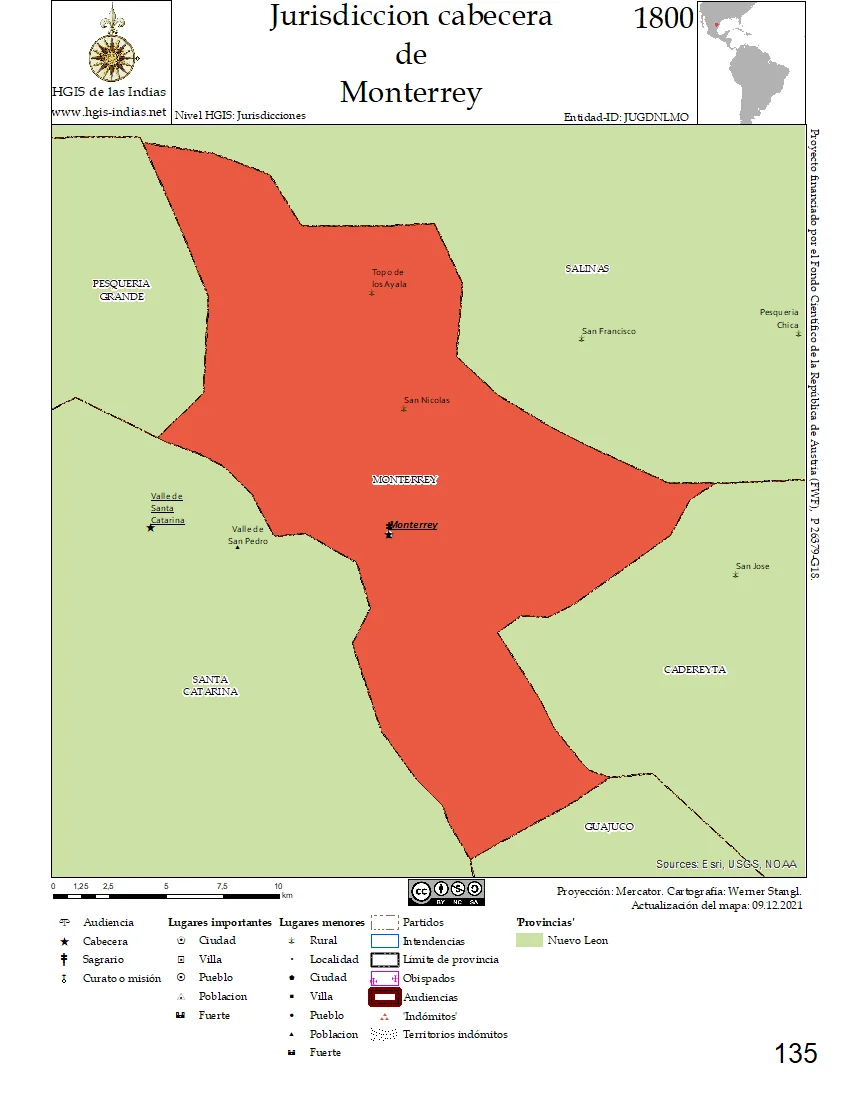 Jurisdiccion cabecera
de
Monterrey
1800
HGIS de las Indias
www.hgis-indias.net
Nivel HGIS: Jurisdicciones
Entidad-ID: JUGDNLMO
Proyecto financiado por el Fondo Científico de la República de Austria (FWF), P 26379-G18.
PESQUERIA
GRANDE
Topo de
los Ayala
SALINAS
San Francisco
Pesqueria
Chica
San Nicolas
MONTERREY
Valle de
Santa
Catarina
Valle de
San Pedro
Monterrey
San Jose
SANTA
CATARINA
CADEREYTA
GUAJUCO
Sources: Esri, USGS, NOAA
0 1,25 2,5 5 7,5 10
km
cc
BY NC SA
Proyección: Mercator. Cartografía: Werner Stangl.
Actualización del mapa: 09.12.2021
Audiencia
Cabecera
Sagrario
Curato o misión
Lugares importantes
Ciudad
Villa
Pueblo
Poblacion
Fuerte
Lugares menores
Rural
Localidad
Ciudad
Villa
Pueblo
Poblacion
Fuerte
Partidos
Intendencias
Límite de provincia
Obispados
Audiencias
'Indómitos'
Territorios indómitos
'Provincias'
Nuevo Leon
135